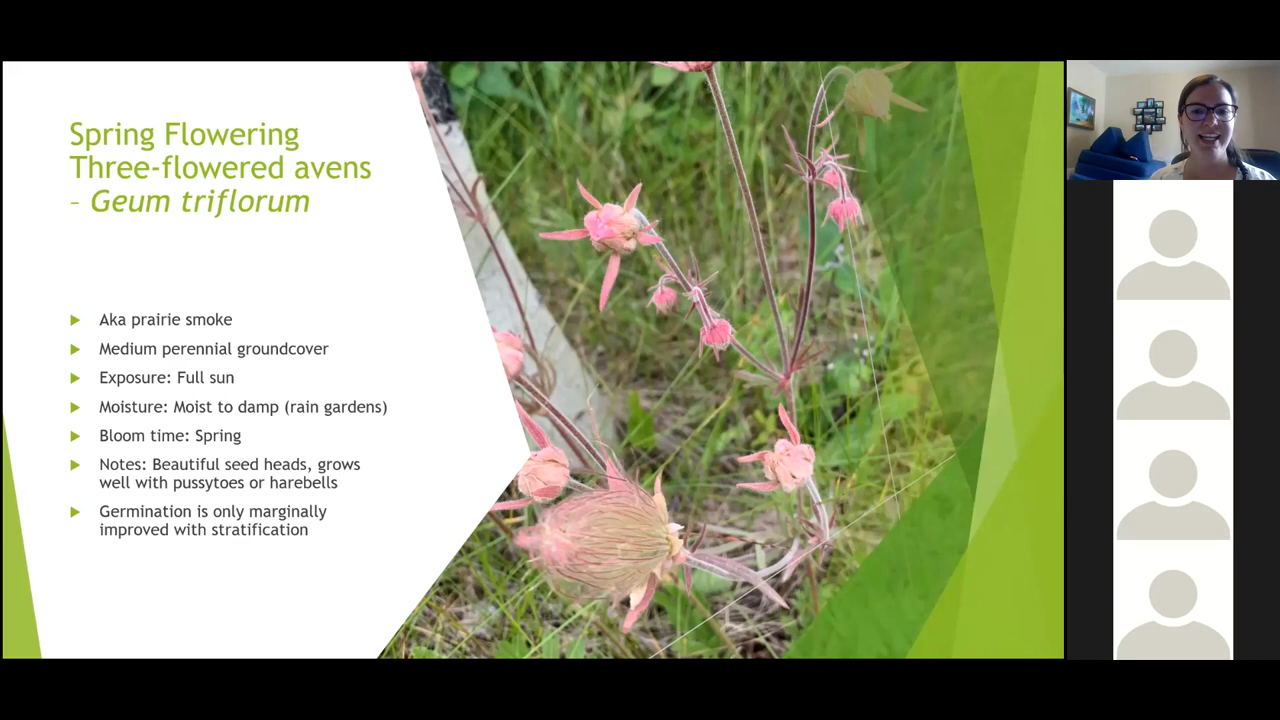 Spring Flowering
Three-flowered avens
– Geum triflorum
Aka prairie smoke
Medium perennial groundcover
Exposure: Full sun
Moisture: Moist to damp (rain gardens)
Bloom time: Spring
Notes: Beautiful seed heads, grows
well with pussytoes or harebells
Germination is only marginally
improved with stratification